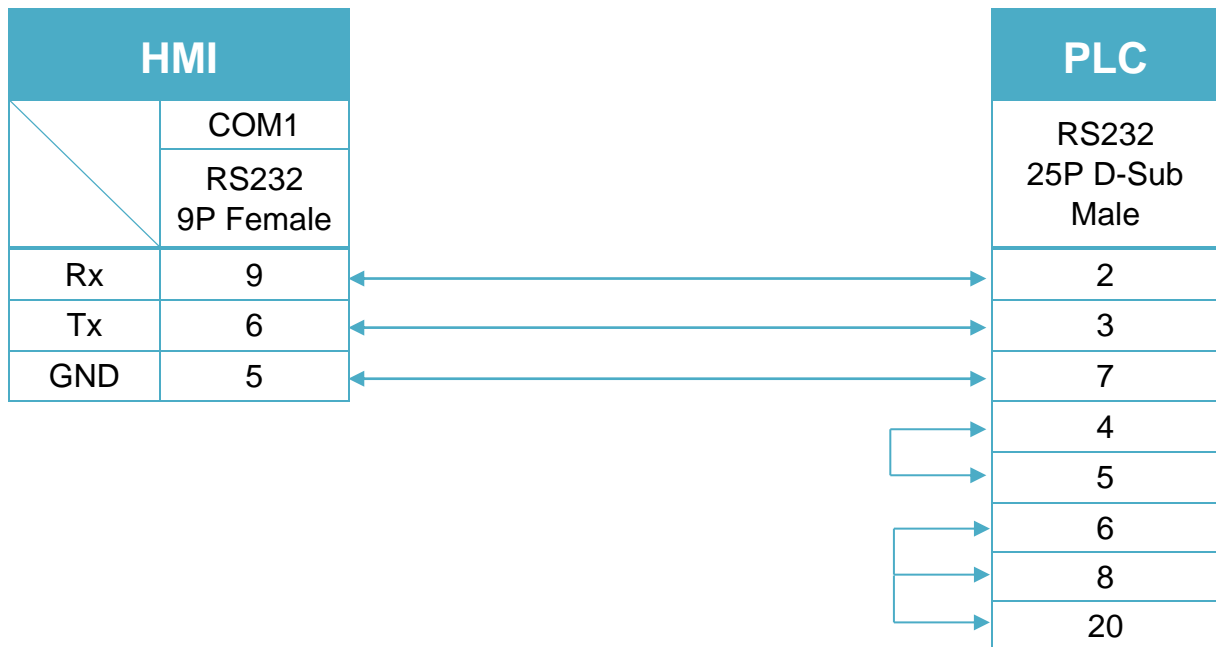 HMI
PLC
COM1
RS232
9P Female
RS232
25P D-Sub
Male
Rx 9 2
Tx 6 3
GND 5 7
4
5
6
8
20